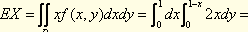 EX = ∬_D xf(x, y)dxdy = ∫_0^1 dx ∫_0^{1-x} 2xdy =